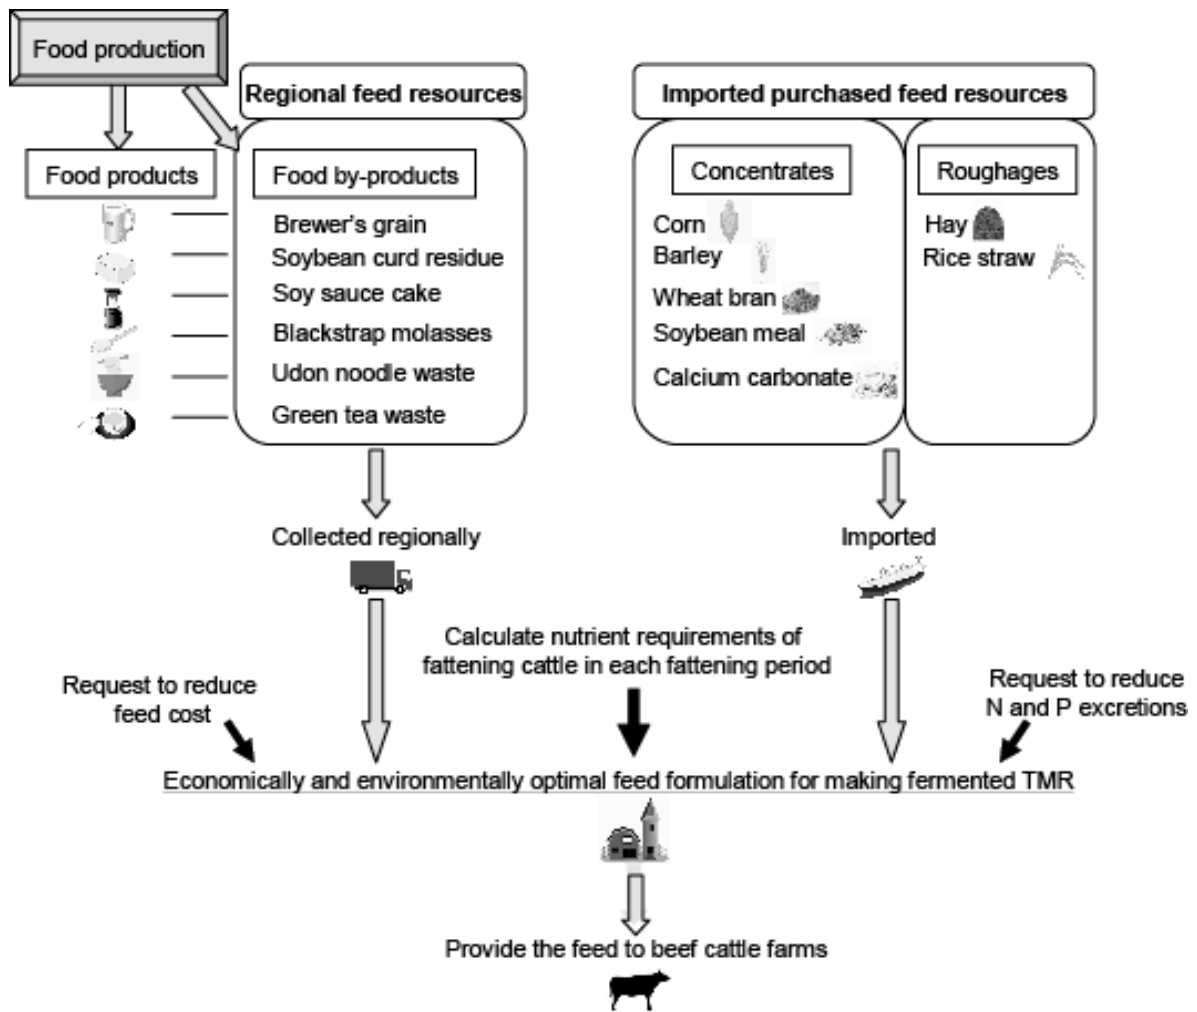 Food production
Regional feed resources
Imported purchased feed resources
Food products
Food by-products
Brewer's grain
Soybean curd residue
Soy sauce cake
Blackstrap molasses
Udon noodle waste
Green tea waste
Concentrates
Corn
Barley
Wheat bran
Soybean meal
Calcium carbonate
Roughages
Hay
Rice straw
Collected regionally
Imported
Calculate nutrient requirements of
fattening cattle in each fattening period
Request to reduce
feed cost
Request to reduce
N and P excretions
Economically and environmentally optimal feed formulation for making fermented TMR
Provide the feed to beef cattle farms